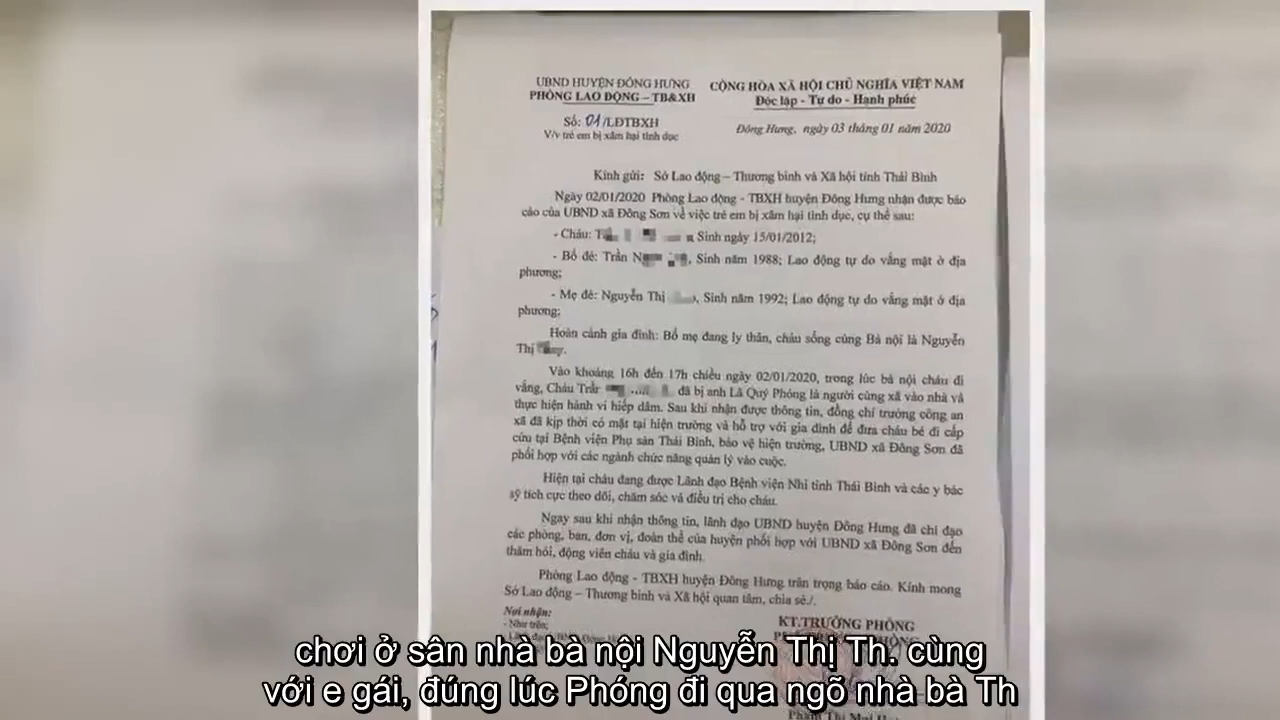 UBND HUYỆN ĐÔNG HƯNG
PHÒNG LAO ĐỘNG – TB&XH
CỘNG HÒA XÃ HỘI CHỦ NGHĨA VIỆT NAM
Độc lập - Tự do - Hạnh phúc
Số: 01/LĐTBXH
V/v trẻ em bị xâm hại tình dục
Đông Hưng, ngày 03 tháng 01 năm 2020
Kính gửi: Sở Lao động – Thương binh và Xã hội tỉnh Thái Bình
Ngày 02/01/2020 Phòng Lao động - TBXH huyện Đông Hưng nhận được báo
cáo của UBND xã Đông Sơn về việc trẻ em bị xâm hại tình dục, cụ thể sau:
- Cháu: Sinh ngày 15/01/2012;
- Bố đẻ: Trần Sinh năm 1988; Lao động tự do vắng mặt ở địa
phương;
- Mẹ đẻ: Nguyễn Thị Sinh năm 1992; Lao động tự do vắng mặt ở địa
phương;
Hoàn cảnh gia đình: Bố mẹ đang ly thân, cháu sống cùng Bà nội là Nguyễn
Thị
Vào khoảng 16h đến 17h chiều ngày 02/01/2020, trong lúc bà nội cháu đi
vắng, Cháu đã bị anh Lã Quý Phóng là người cùng xã vào nhà và
thực hiện hành vi hiếp dâm. Sau khi nhận được thông tin, đồng chí trưởng công an
xã đã kịp thời có mặt tại hiện trường và hỗ trợ với gia đình để đưa cháu bé đi cấp
cứu tại Bệnh viện Phụ sản Thái Bình, bảo vệ hiện trường, UBND xã Đông Sơn đã
phối hợp với các ngành chức năng quản lý vào cuộc.
Hiện tại cháu đang được Lãnh đạo Bệnh viện Nhi tỉnh Thái Bình và các y bác
sỹ tích cực theo dõi, chăm sóc và điều trị cho cháu.
Ngay sau khi nhận thông tin, lãnh đạo UBND huyện Đông Hưng đã chỉ đạo
các phòng, ban, đơn vị, đoàn thể của huyện phối hợp với UBND xã Đông Sơn đến
thăm hỏi, động viên cháu và gia đình.
Phòng Lao động - TBXH huyện Đông Hưng trân trọng báo cáo. Kính mong
Sở Lao động – Thương binh và Xã hội quan tâm, chia sẻ./.
Nơi nhận:
- Như trên;
KT.TRƯỞNG PHÒNG
chơi ở sân nhà bà nội Nguyễn Thị Th. cùng
với e gái, đúng lúc Phóng đi qua ngõ nhà bà Th